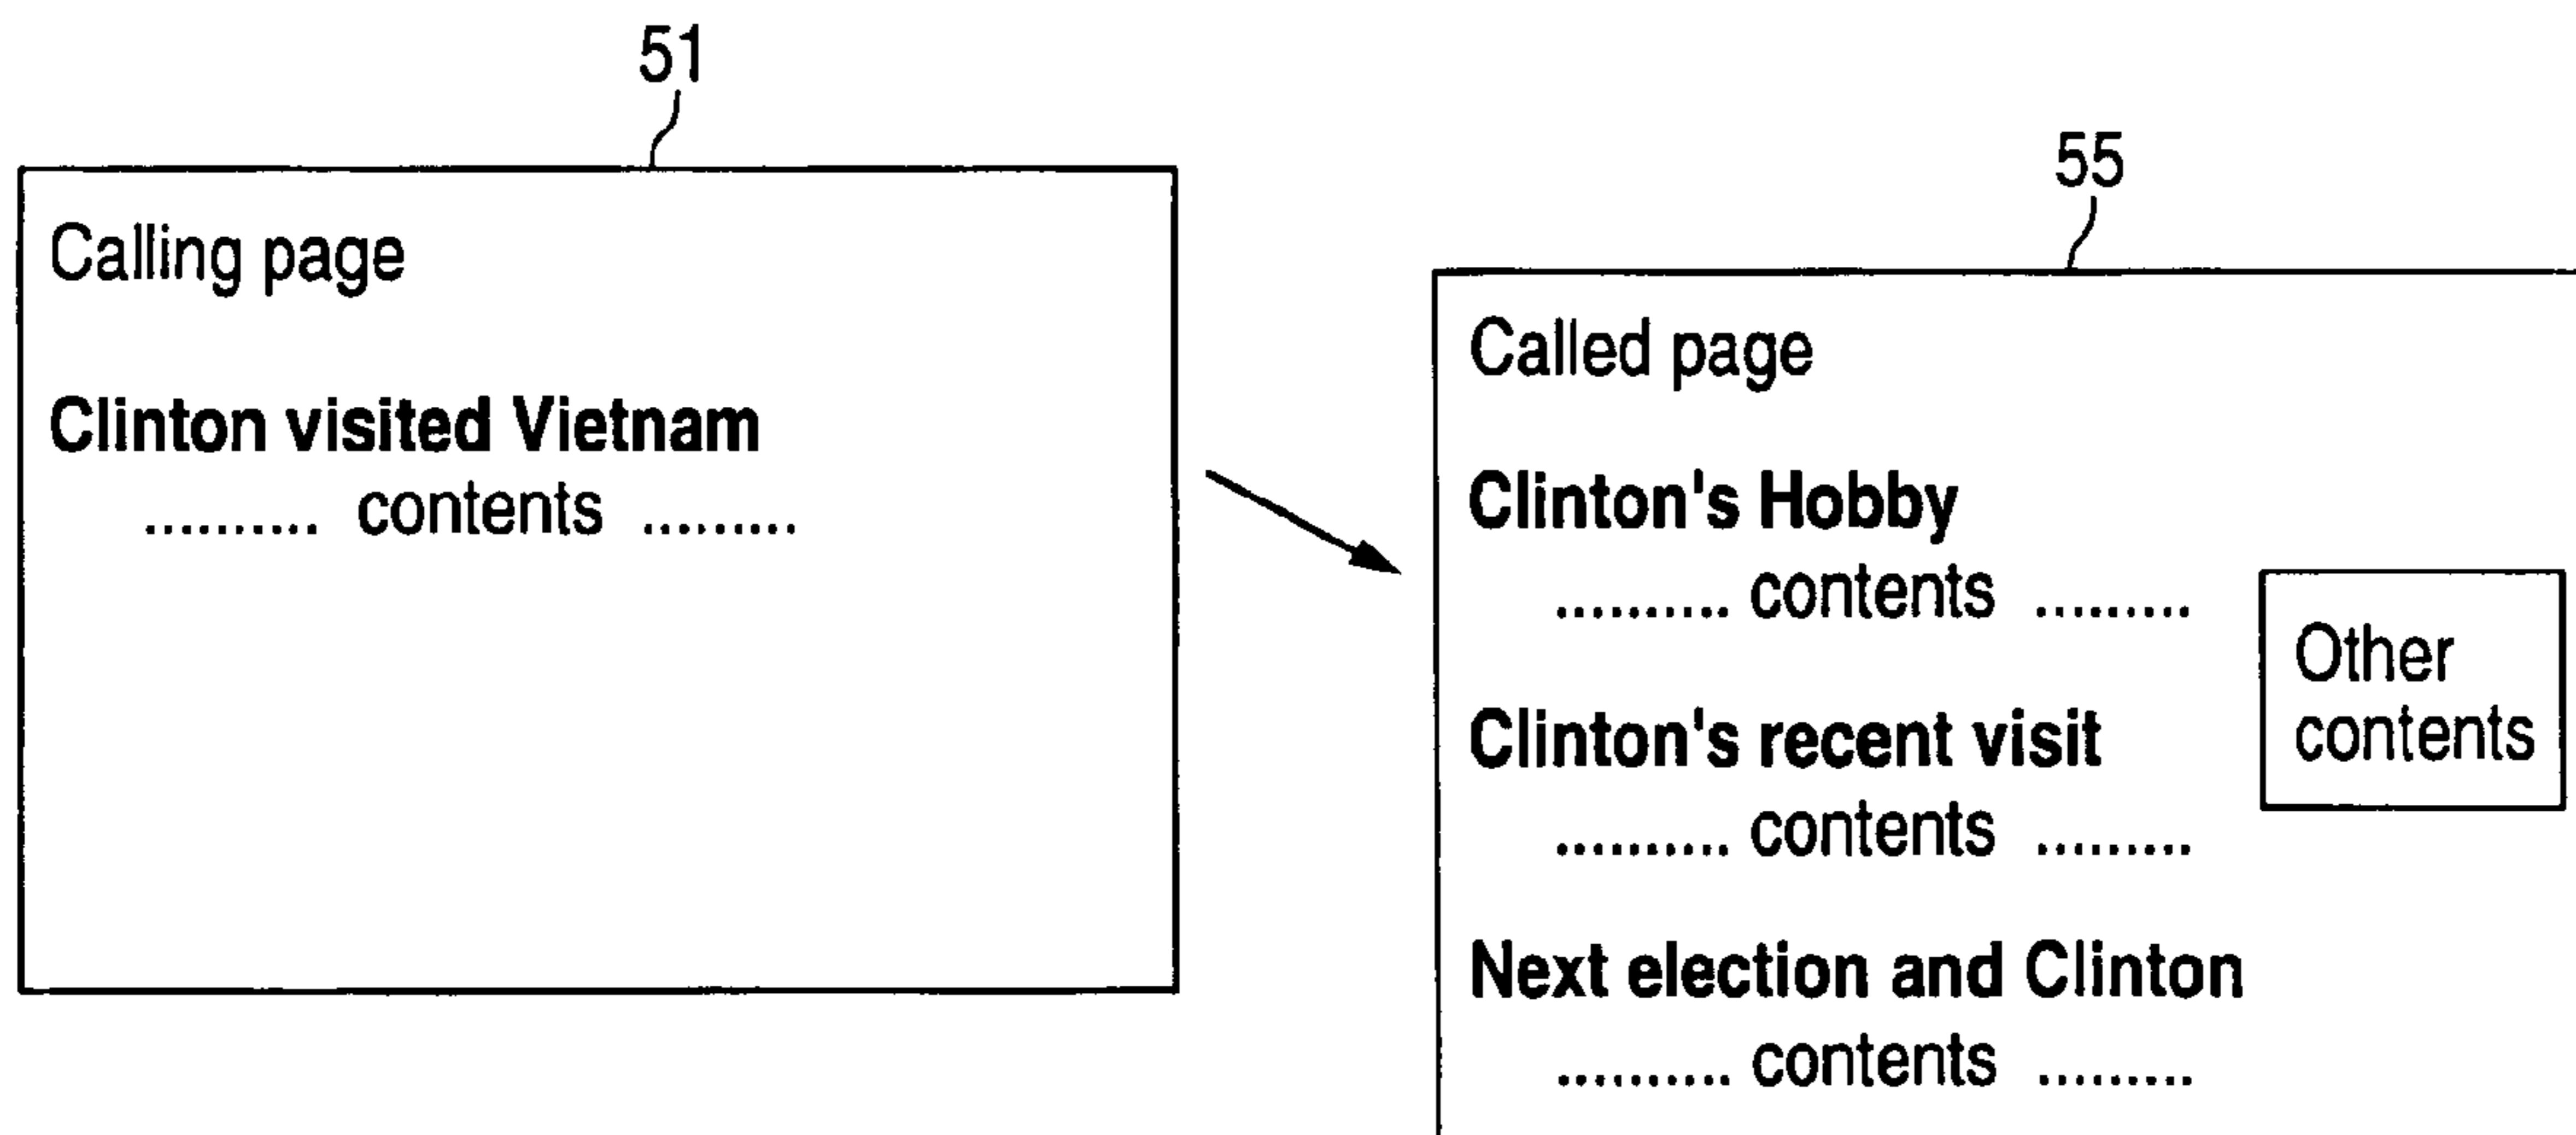 51
Calling page
Clinton visited Vietnam
.......... contents .........
55
Called page
Clinton's Hobby
.......... contents .........
Other
contents
Clinton's recent visit
.......... contents .........
Next election and Clinton
.......... contents .........